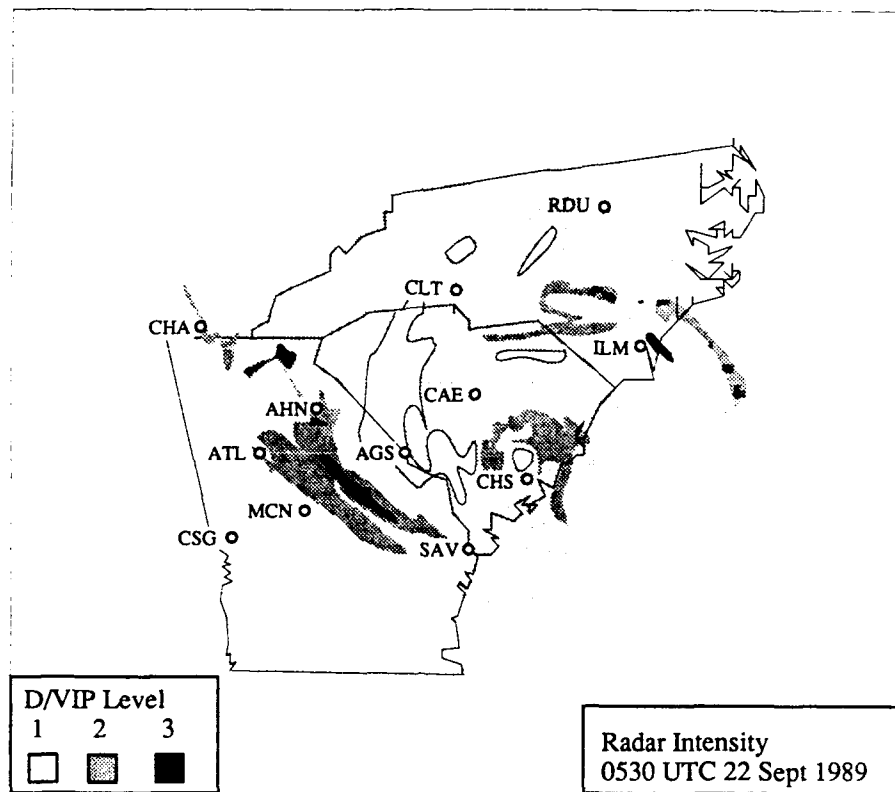 RDU
CLT
CHA
ILM
CAE
AHN
ATL
AGS
CHS
MCN
CSG
SAV
D/VIP Level
1 2 3
Radar Intensity
0530 UTC 22 Sept 1989